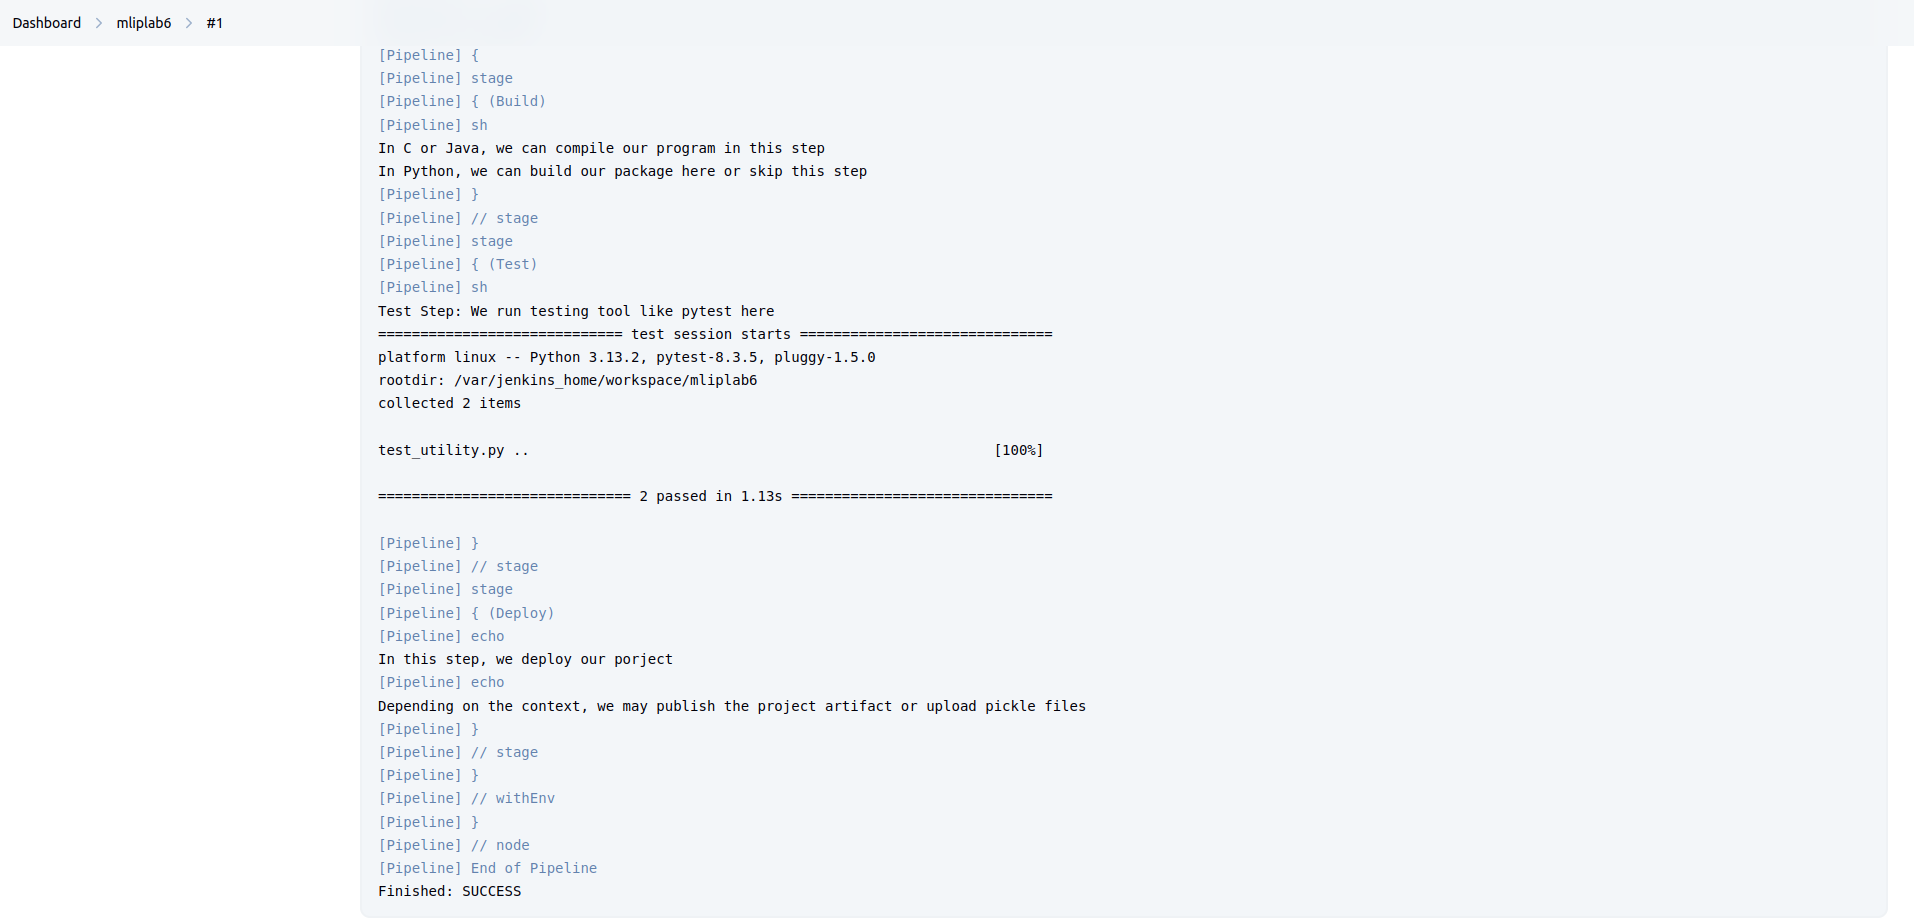 Dashboard > mliplab6 > #1
[Pipeline] {
[Pipeline] stage
[Pipeline] { (Build)
[Pipeline] sh
In C or Java, we can compile our program in this step
In Python, we can build our package here or skip this step
[Pipeline] }
[Pipeline] // stage
[Pipeline] stage
[Pipeline] { (Test)
[Pipeline] sh
Test Step: We run testing tool like pytest here
============================= test session starts ==============================
platform linux -- Python 3.13.2, pytest-8.3.5, pluggy-1.5.0
rootdir: /var/jenkins_home/workspace/mliplab6
collected 2 items
test_utility.py ..                                                       [100%]
============================== 2 passed in 1.13s ===============================
[Pipeline] }
[Pipeline] // stage
[Pipeline] stage
[Pipeline] { (Deploy)
[Pipeline] echo
In this step, we deploy our porject
[Pipeline] echo
Depending on the context, we may publish the project artifact or upload pickle files
[Pipeline] }
[Pipeline] // stage
[Pipeline] }
[Pipeline] // withEnv
[Pipeline] }
[Pipeline] // node
[Pipeline] End of Pipeline
Finished: SUCCESS